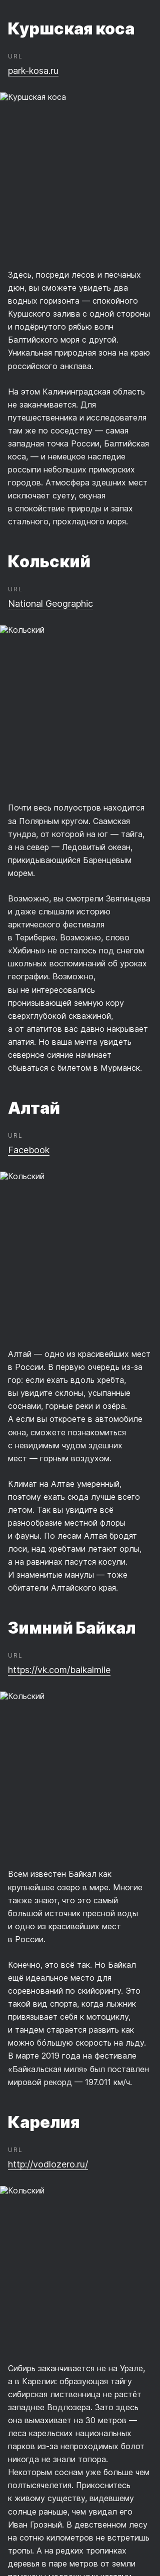 Куршская коса
URL
park-kosa.ru
Куршская коса
Здесь, посреди лесов и песчаных
дюн, вы сможете увидеть два
водных горизонта — спокойного
Куршского залива с одной стороны
и подёрнутого рябью волн
Балтийского моря с другой.
Уникальная природная зона на краю
российского анклава.
На этом Калининградская область
не заканчивается. Для
путешественника и исследователя
там же по соседству — самая
западная точка России, Балтийская
коса, — и немецкое наследие
россыпи небольших приморских
городов. Атмосфера здешних мест
исключает суету, окуная
в спокойствие природы и запах
стального, прохладного моря.
Кольский
URL
National Geographic
Кольский
Почти весь полуостров находится
за Полярным кругом. Саамская
тундра, от которой на юг — тайга,
а на север — Ледовитый океан,
прикидывающийся Баренцевым
морем.
Возможно, вы смотрели Звягинцева
и даже слышали историю
арктического фестиваля
в Териберке. Возможно, слово
«Хибины» не осталось под снегом
школьных воспоминаний об уроках
географии. Возможно,
вы не интересовались
пронизывающей земную кору
сверхглубокой скважиной,
а от апатитов вас давно накрывает
апатия. Но ваша мечта увидеть
северное сияние начинает
сбываться с билетом в Мурманск.
Алтай
URL
Facebook
Кольский
Алтай — одно из красивейших мест
в России. В первую очередь из-за
гор: если ехать вдоль хребта,
вы увидите склоны, усыпанные
соснами, горные реки и озёра.
А если вы откроете в автомобиле
окна, сможете познакомиться
с невидимым чудом здешних
мест — горным воздухом.
Климат на Алтае умеренный,
поэтому ехать сюда лучше всего
летом. Так вы увидите всё
разнообразие местной флоры
и фауны. По лесам Алтая бродят
лоси, над хребтами летают орлы,
а на равнинах пасутся косули.
И знаменитые манулы — тоже
обитатели Алтайского края.
Зимний Байкал
URL
https://vk.com/baikalmile
Кольский
Всем известен Байкал как
крупнейшее озеро в мире. Многие
также знают, что это самый
большой источник пресной воды
и одно из красивейших мест
в России.
Конечно, это всё так. Но Байкал
ещё идеальное место для
соревнований по скийорингу. Это
такой вид спорта, когда лыжник
привязывает себя к мотоциклу,
и тандем старается развить как
можно бо́льшую скорость на льду.
В марте 2019 года на фестивале
«Байкальская миля» был поставлен
мировой рекорд — 197.011 км/ч.
Карелия
URL
http://vodlozero.ru/
Кольский
Сибирь заканчивается не на Урале,
а в Карелии: образующая тайгу
сибирская лиственница не растёт
западнее Водлозера. Зато здесь
она вымахивает на 30 метров —
леса карельских национальных
парков из-за непроходимых болот
никогда не знали топора.
Некоторым соснам уже больше чем
полтысячелетия. Прикоснитесь
к живому существу, видевшему
солнце раньше, чем увидал его
Иван Грозный. В девственном лесу
на сотню километров не встретишь
тропы. А на редких тропинках
деревья в паре метров от земли